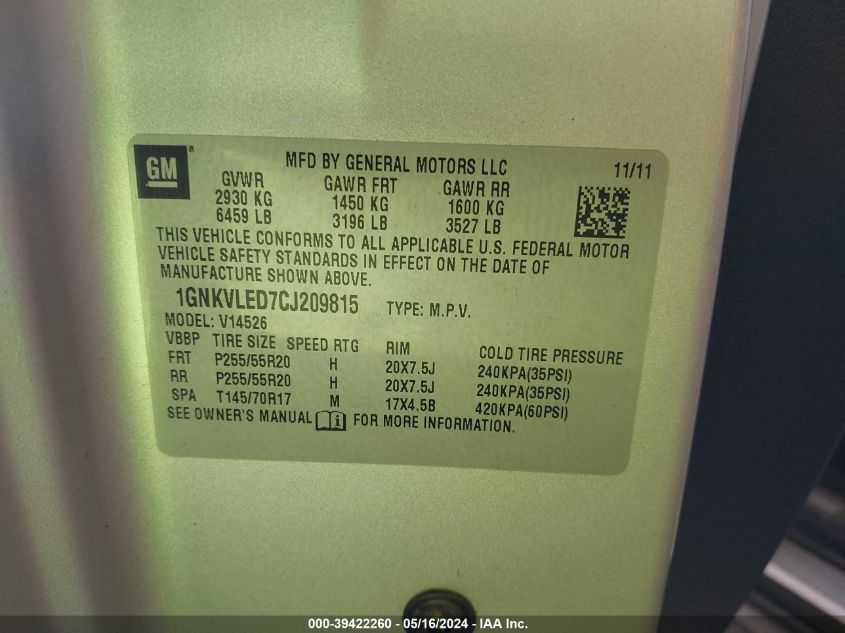 GM ®
MFD BY GENERAL MOTORS LLC 11/11
GVWR GAWR FRT GAWR RR
2930 KG 1450 KG 1600 KG
6459 LB 3196 LB 3527 LB
THIS VEHICLE CONFORMS TO ALL APPLICABLE U.S. FEDERAL MOTOR
VEHICLE SAFETY STANDARDS IN EFFECT ON THE DATE OF
MANUFACTURE SHOWN ABOVE.
1GNKVLED7CJ209815 TYPE: M.P.V.
MODEL: V14526
VBBP TIRE SIZE SPEED RTG RIM COLD TIRE PRESSURE
FRT P255/55R20 H 20X7.5J 240KPA(35PSI)
RR P255/55R20 H 20X7.5J 240KPA(35PSI)
SPA T145/70R17 M 17X4.5B 420KPA(60PSI)
SEE OWNER'S MANUAL i FOR MORE INFORMATION.
000-39422260 - 05/16/2024 - IAA Inc.